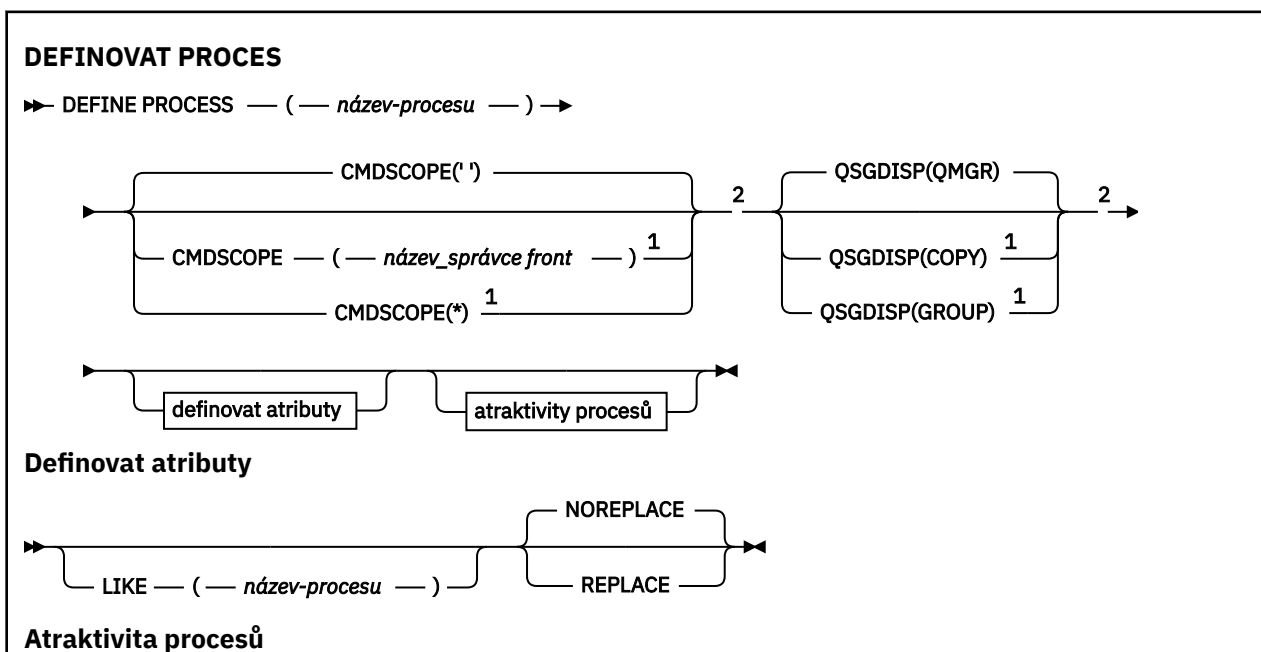 DEFINOVAT PROCES
DEFINE PROCESS ( název-procesu )
CMDSCOPE(' ')
CMDSCOPE ( název_správce front ) 1
CMDSCOPE(*) 1
2
QSGDISP(QMGR)
QSGDISP(COPY) 1
QSGDISP(GROUP) 1
2
definovat atributy
atraktivity procesů
Definovat atributy
LIKE ( název-procesu )
NOREPLACE
REPLACE
Atraktivita procesů